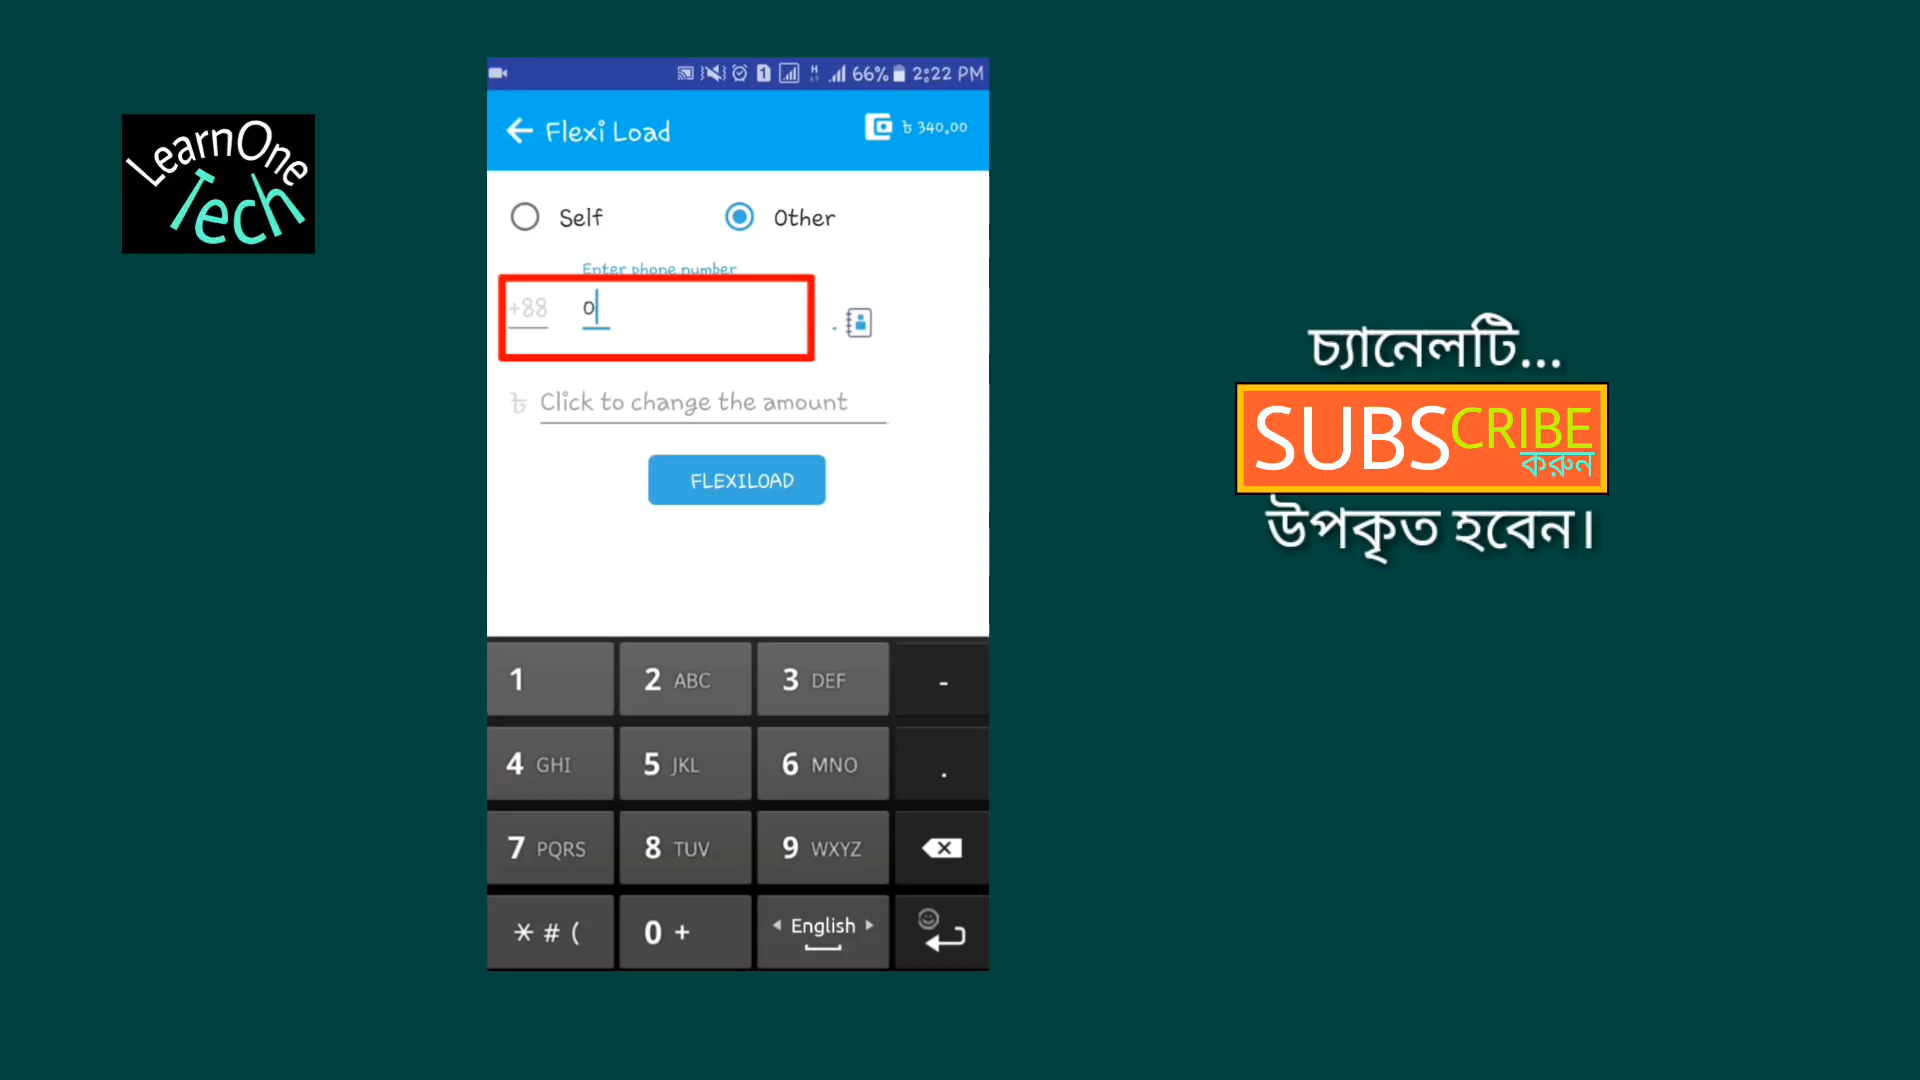 LearnOne
Tech
66% 2:22 PM
Flexi Load
৳ 340.00
Self
Other
Enter phone number
+88 0
৳ Click to change the amount
FLEXILOAD
1
2 ABC
3 DEF
-
4 GHI
5 JKL
6 MNO
.
7 PQRS
8 TUV
9 WXYZ
* # (
0 +
English
চ্যানেলটি...
SUBSCRIBE
করুন
উপকৃত হবেন।